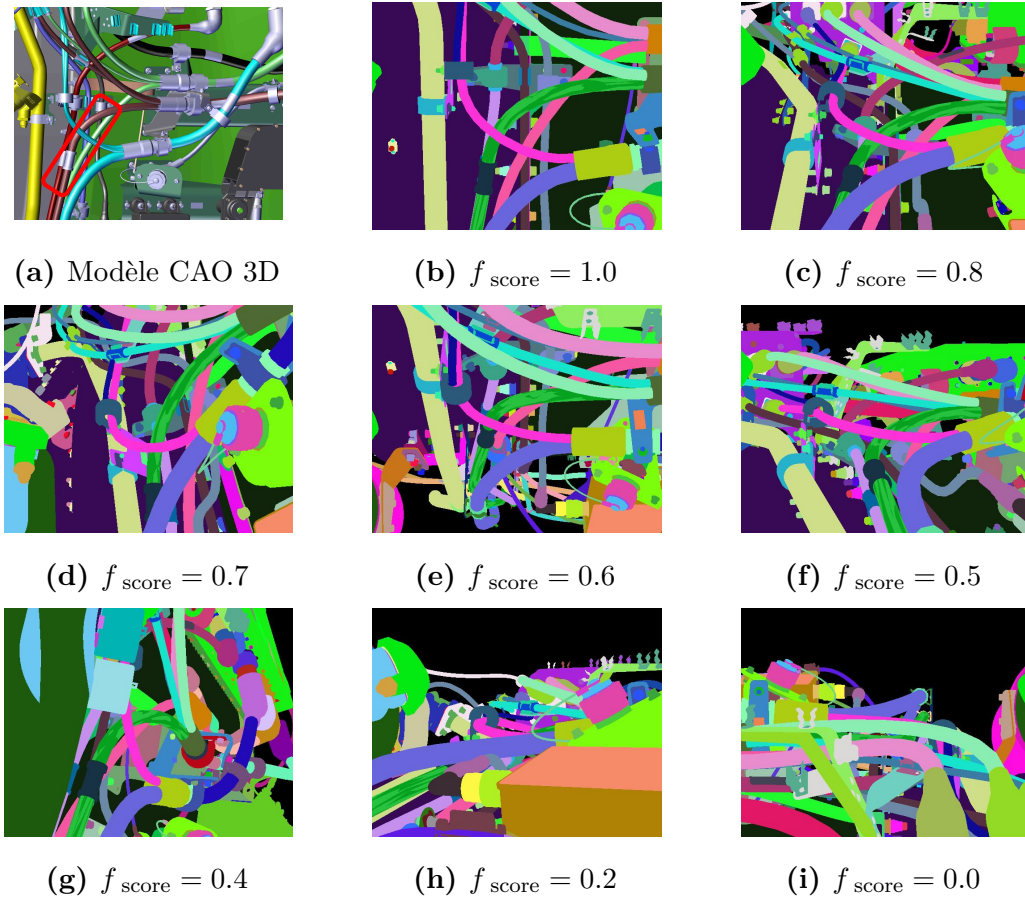 (a) Modèle CAO 3D
(b) f score = 1.0
(c) f score = 0.8
(d) f score = 0.7
(e) f score = 0.6
(f) f score = 0.5
(g) f score = 0.4
(h) f score = 0.2
(i) f score = 0.0